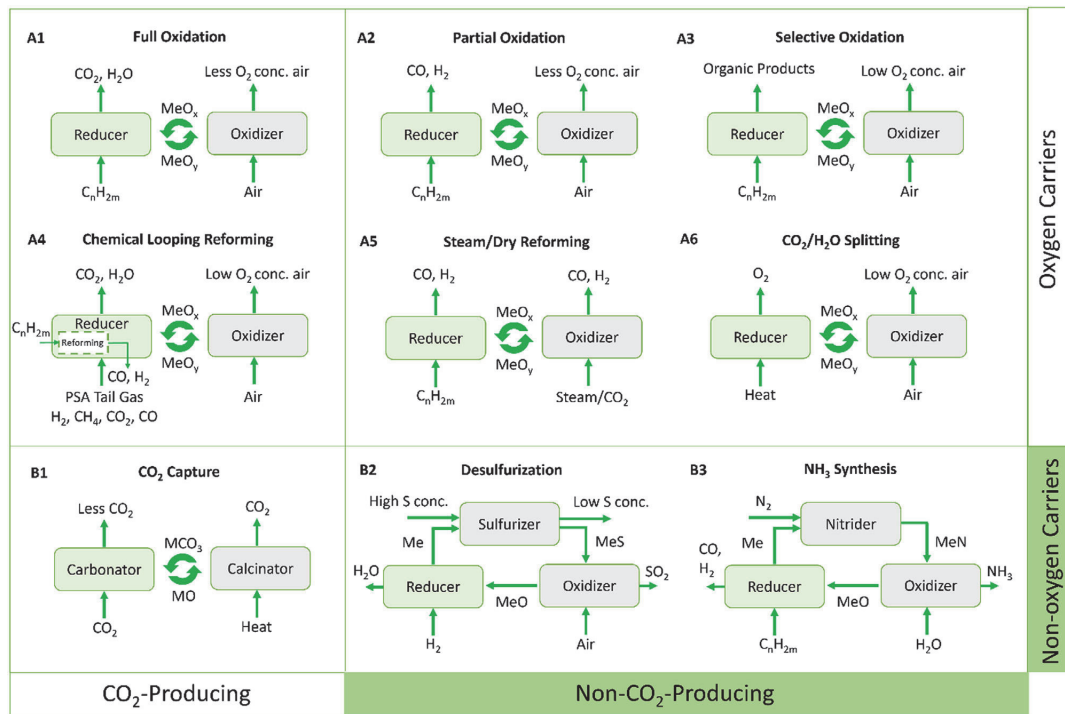 A1 Full Oxidation
CO₂, H₂O
Less O₂ conc. air
MeOₓ
Reducer
Oxidizer
MeOᵧ
CₙH₂ₘ
Air
A2 Partial Oxidation
CO, H₂
Less O₂ conc. air
MeOₓ
Reducer
Oxidizer
MeOᵧ
CₙH₂ₘ
Air
A3 Selective Oxidation
Organic Products
Low O₂ conc. air
MeOₓ
Reducer
Oxidizer
MeOᵧ
CₙH₂ₘ
Air
A4 Chemical Looping Reforming
CO₂, H₂O
Low O₂ conc. air
CₙH₂ₘ
Reducer
Reforming
MeOₓ
Oxidizer
MeOᵧ
CO, H₂
PSA Tail Gas
H₂, CH₄, CO₂, CO
Air
A5 Steam/Dry Reforming
CO, H₂
CO, H₂
MeOₓ
Reducer
Oxidizer
MeOᵧ
CₙH₂ₘ
Steam/CO₂
A6 CO₂/H₂O Splitting
O₂
Low O₂ conc. air
MeOₓ
Reducer
Oxidizer
MeOᵧ
Heat
Air
Oxygen Carriers
B1 CO₂ Capture
Less CO₂
CO₂
MCO₃
Carbonator
Calcinator
MO
CO₂
Heat
B2 Desulfurization
High S conc.
Sulfurizer
Low S conc.
Me
MeS
H₂O
Reducer
MeO
Oxidizer
SO₂
H₂
Air
B3 NH₃ Synthesis
N₂
Nitrider
Me
MeN
CO,
H₂
Reducer
MeO
Oxidizer
NH₃
CₙH₂ₘ
H₂O
Non-oxygen Carriers
CO₂-Producing
Non-CO₂-Producing